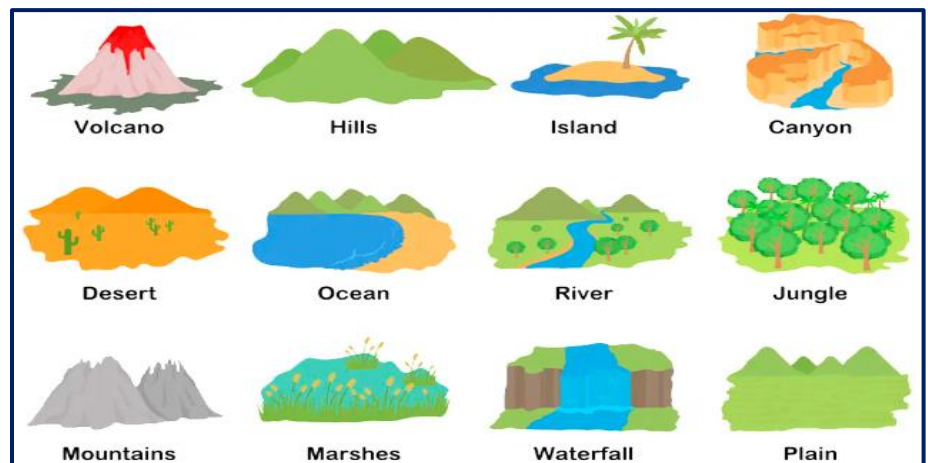 Volcano Hills Island Canyon
Desert Ocean River Jungle
Mountains Marshes Waterfall Plain